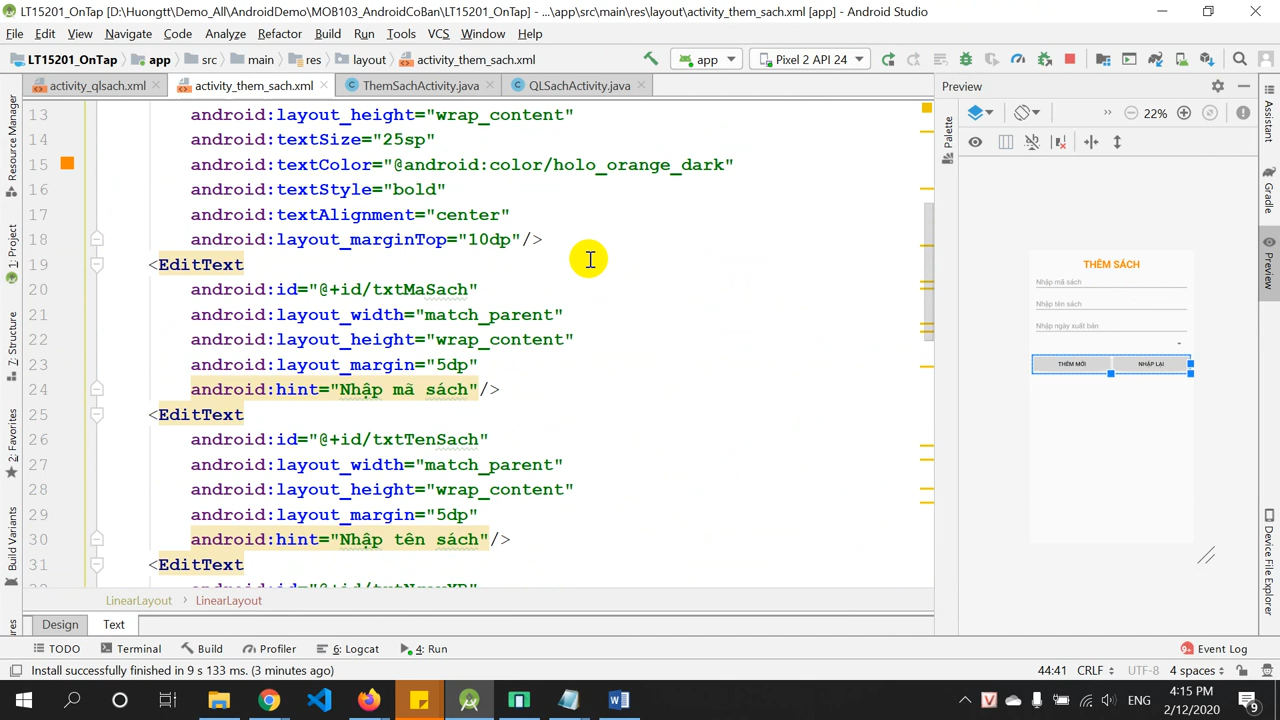 LT15201_OnTap [D:\Huongtt\Demo_All\AndroidDemo\MOB103_AndroidCoBan\LT15201_OnTap] - ...\app\src\main\res\layout\activity_them_sach.xml [app] - Android Studio
File Edit View Navigate Code Analyze Refactor Build Run Tools VCS Window Help
LT15201_OnTap app src main res layout activity_them_sach.xml app Pixel 2 API 24
activity_qlsach.xml activity_them_sach.xml ThemSachActivity.java QLSachActivity.java Preview
22%
Resource Manager
1: Project
7: Structure
2: Favorites
Build Variants
13 android:layout_height="wrap_content"
14 android:textSize="25sp"
15 android:textColor="@android:color/holo_orange_dark"
16 android:textStyle="bold"
17 android:textAlignment="center"
18 android:layout_marginTop="10dp"/>
19 <EditText
20 android:id="@+id/txtMaSach"
21 android:layout_width="match_parent"
22 android:layout_height="wrap_content"
23 android:layout_margin="5dp"
24 android:hint="Nhập mã sách"/>
25 <EditText
26 android:id="@+id/txtTenSach"
27 android:layout_width="match_parent"
28 android:layout_height="wrap_content"
29 android:layout_margin="5dp"
30 android:hint="Nhập tên sách"/>
31 <EditText
Palette
THÊM SÁCH
Nhập mã sách
Nhập tên sách
Nhập ngày xuất bản
THÊM MỚI NHẬP LẠI
Assistant
Gradle
Preview
Device File Explorer
LinearLayout LinearLayout
Design Text
TODO Terminal Build Profiler 6: Logcat 4: Run Event Log
Install successfully finished in 9 s 133 ms. (3 minutes ago) 44:41 CRLF UTF-8 4 spaces
ENG 4:15 PM
2/12/2020